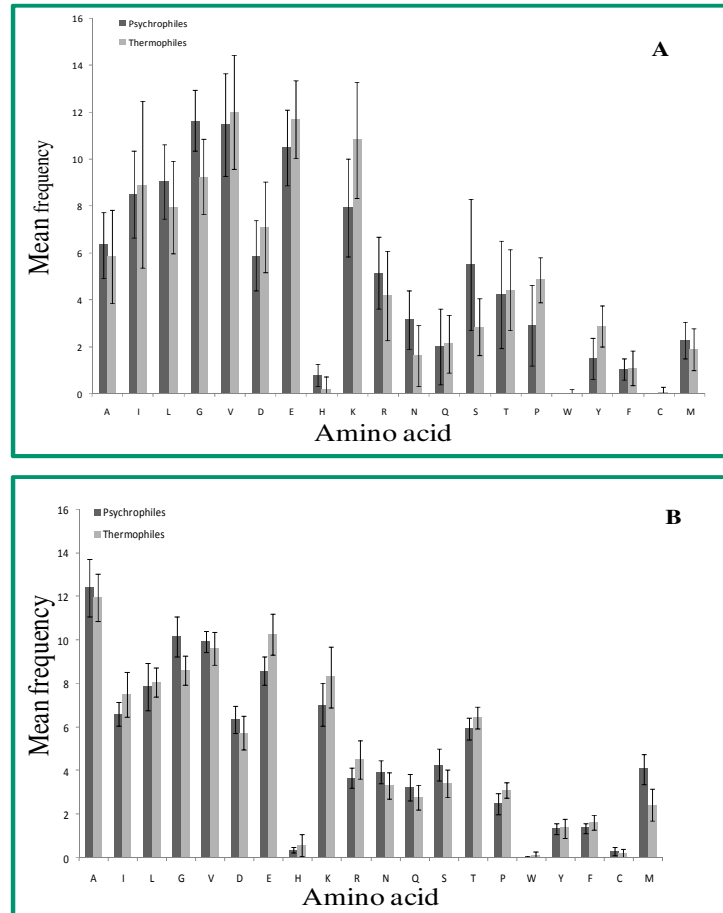 16
Psychrophiles
Thermophiles
A
14
12
10
8
6
4
2
0
Mean frequency
A I L G V D E H K R N Q S T P W Y F C M
Amino acid
16
Psychrophiles
Thermophiles
B
14
12
10
8
6
4
2
0
Mean frequency
A I L G V D E H K R N Q S T P W Y F C M
Amino acid